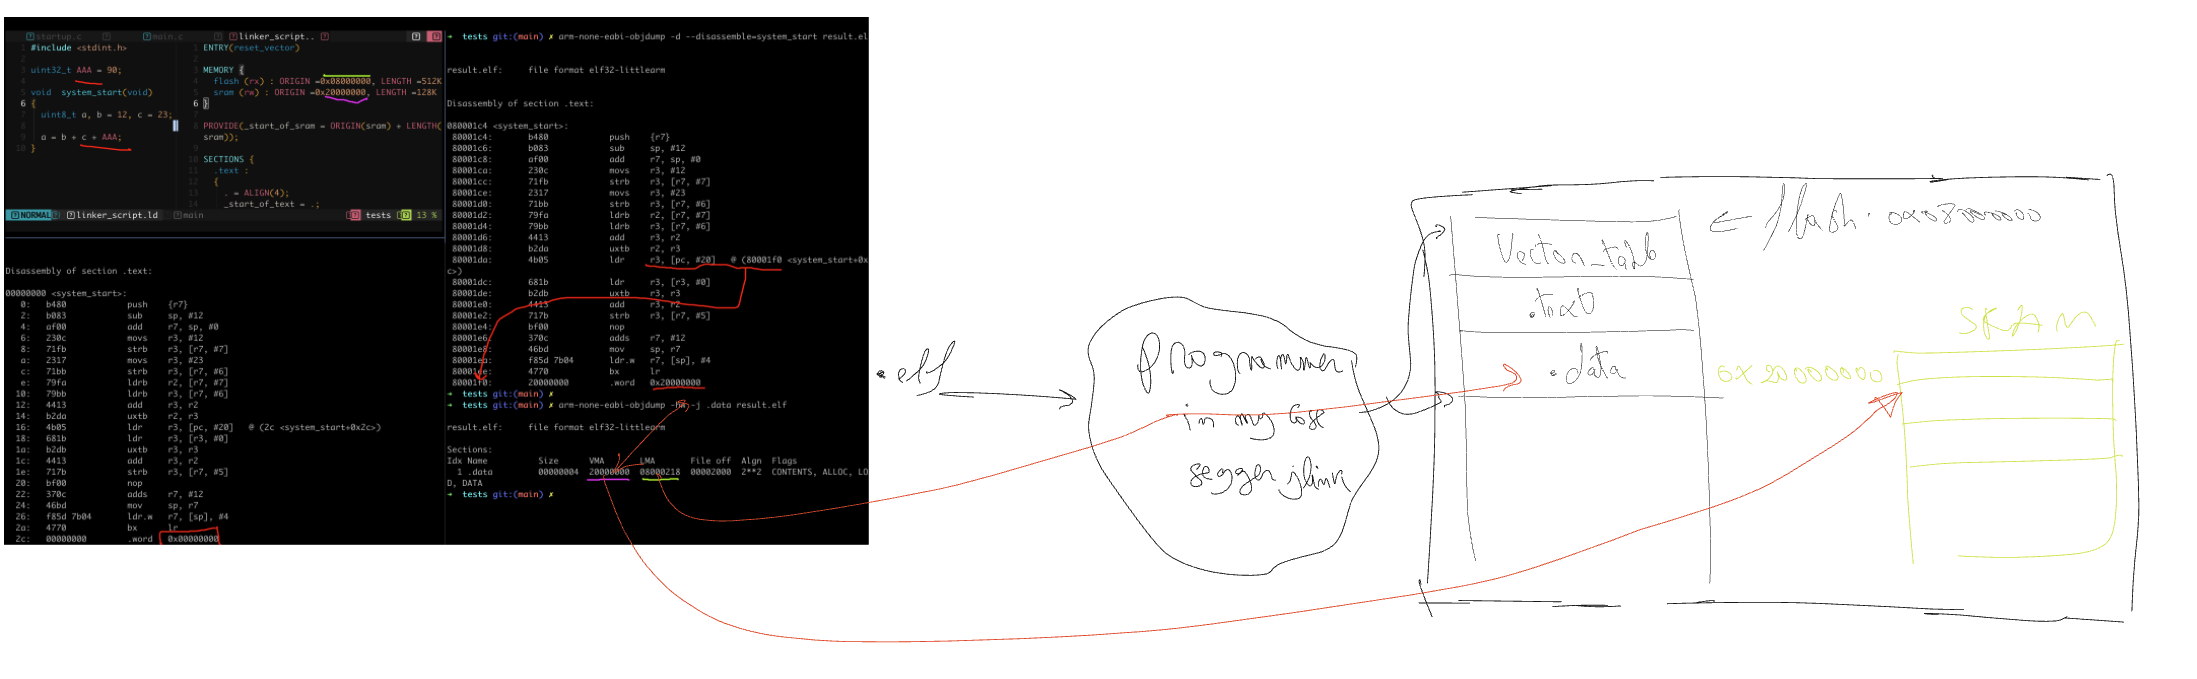 startup.c main.c linker_script..
1 #include <stdint.h>
3 uint32_t AAA = 90;
5 void system_start(void)
6 {
7 uint8_t a, b = 12, c = 23;
8
9 a = b + c + AAA;
10 }
1 ENTRY(reset_vector)
3 MEMORY {
4 flash (rx) : ORIGIN =0x08000000, LENGTH =512K
5 sram (rw) : ORIGIN =0x20000000, LENGTH =128K
6 }
8 PROVIDE(_start_of_sram = ORIGIN(sram) + LENGTH(
sram));
9
10 SECTIONS {
11 .text :
12 {
13 . = ALIGN(4);
14 _start_of_text = .;
NORMAL linker_script.ld main tests 13 %
Disassembly of section .text:
00000000 <system_start>:
0: b480 push {r7}
2: b083 sub sp, #12
4: af00 add r7, sp, #0
6: 230c movs r3, #12
8: 71fb strb r3, [r7, #7]
a: 2317 movs r3, #23
c: 71bb strb r3, [r7, #6]
e: 79fa ldrb r2, [r7, #7]
10: 79bb ldrb r3, [r7, #6]
12: 4413 add r3, r2
14: b2da uxtb r2, r3
16: 4b05 ldr r3, [pc, #20] @ (2c <system_start+0x2c>)
18: 681b ldr r3, [r3, #0]
1a: b2db uxtb r3, r3
1c: 4413 add r3, r2
1e: 717b strb r3, [r7, #5]
20: bf00 nop
22: 370c adds r7, #12
24: 46bd mov sp, r7
26: f85d 7b04 ldr.w r7, [sp], #4
2a: 4770 bx lr
2c: 00000000 .word 0x00000000
➜ tests git:(main) ✗ arm-none-eabi-objdump -d --disassemble=system_start result.el
result.elf: file format elf32-littlearm
Disassembly of section .text:
080001c4 <system_start>:
80001c4: b480 push {r7}
80001c6: b083 sub sp, #12
80001c8: af00 add r7, sp, #0
80001ca: 230c movs r3, #12
80001cc: 71fb strb r3, [r7, #7]
80001ce: 2317 movs r3, #23
80001d0: 71bb strb r3, [r7, #6]
80001d2: 79fa ldrb r2, [r7, #7]
80001d4: 79bb ldrb r3, [r7, #6]
80001d6: 4413 add r3, r2
80001d8: b2da uxtb r2, r3
80001da: 4b05 ldr r3, [pc, #20] @ (80001f0 <system_start+0x
c>)
80001dc: 681b ldr r3, [r3, #0]
80001de: b2db uxtb r3, r3
80001e0: 4413 add r3, r2
80001e2: 717b strb r3, [r7, #5]
80001e4: bf00 nop
80001e6: 370c adds r7, #12
80001e8: 46bd mov sp, r7
80001ea: f85d 7b04 ldr.w r7, [sp], #4
80001ee: 4770 bx lr
80001f0: 20000000 .word 0x20000000
➜ tests git:(main) ✗
➜ tests git:(main) ✗ arm-none-eabi-objdump -j .data result.elf
result.elf: file format elf32-littlearm
Sections:
Idx Name Size VMA LMA File off Algn Flags
1 .data 00000004 20000000 08000218 00002000 2**2 CONTENTS, ALLOC, LO
D, DATA
➜ tests git:(main) ✗
.elf
Programmer
in my case
segger jlink
flash: 0x08000000
Vector_table
.text
.data
SRAM
0x20000000